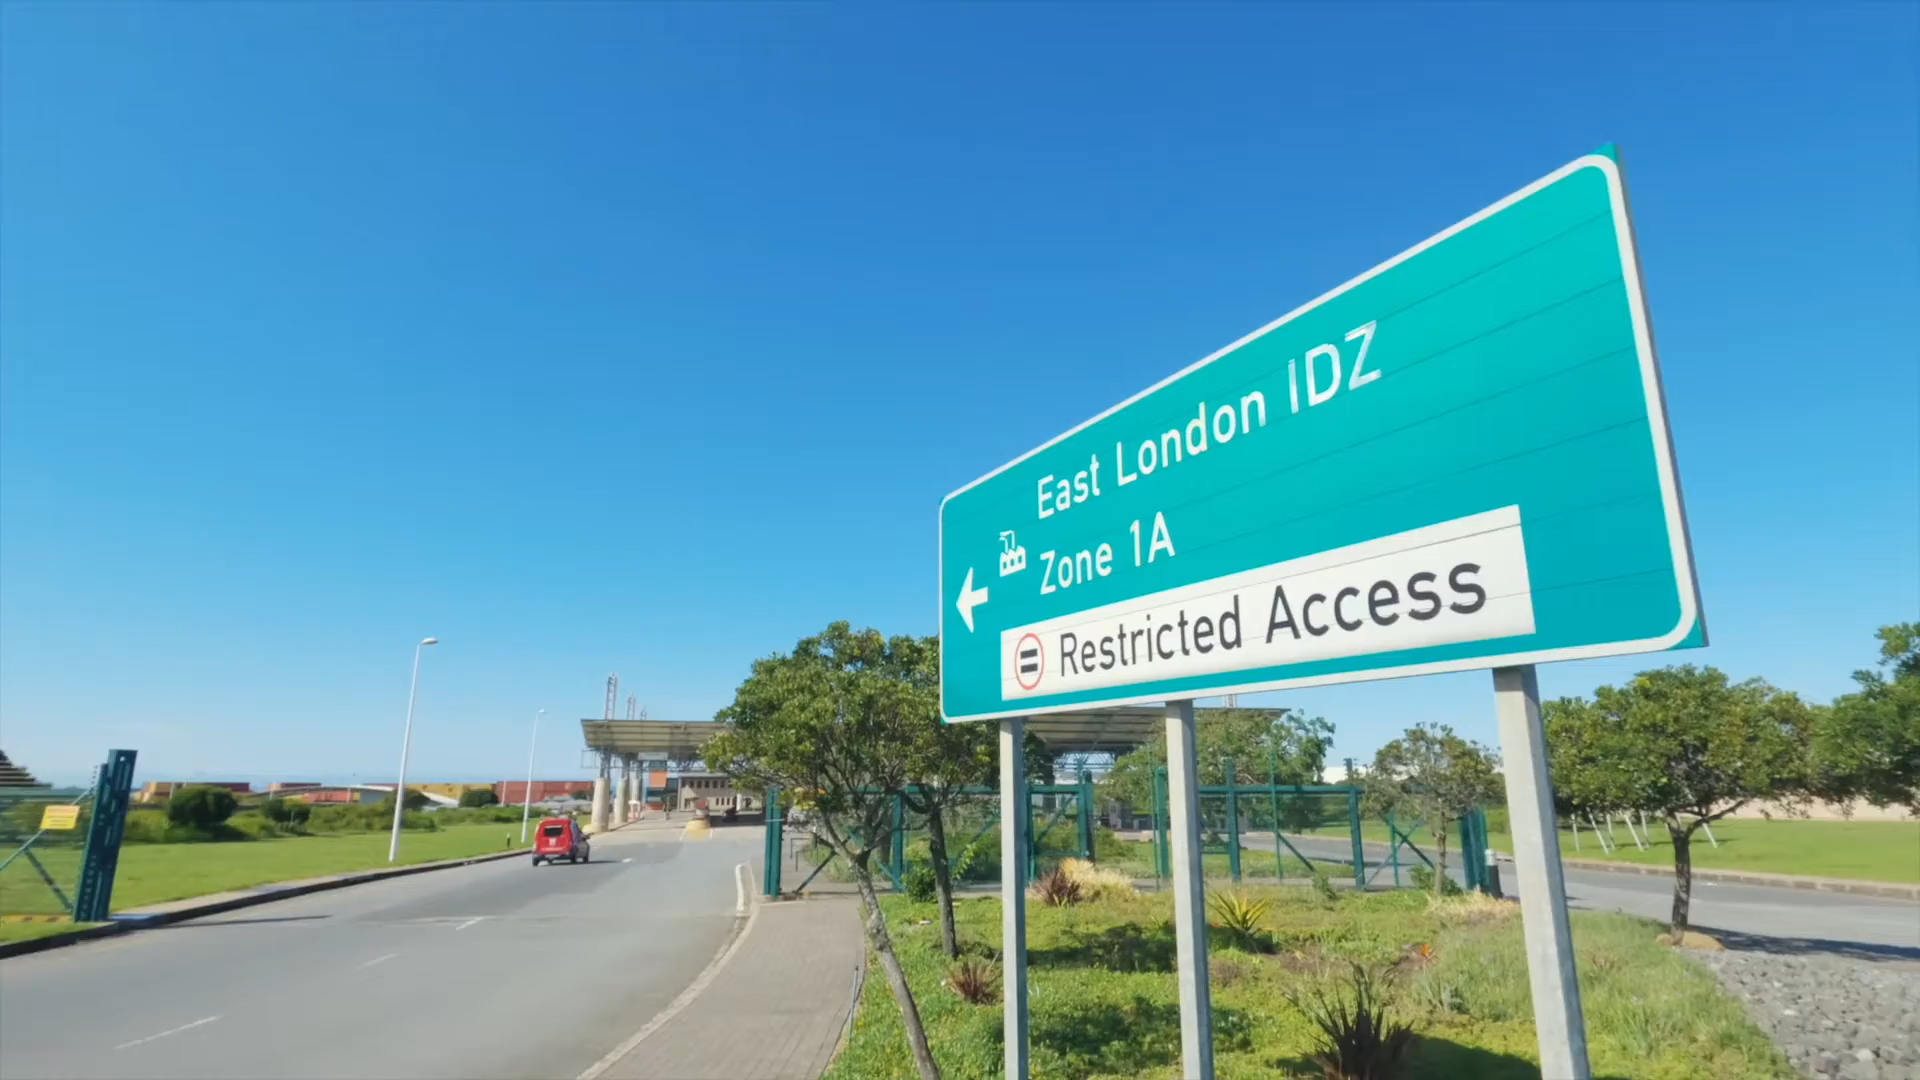 East London IDZ
Zone 1A
Restricted Access